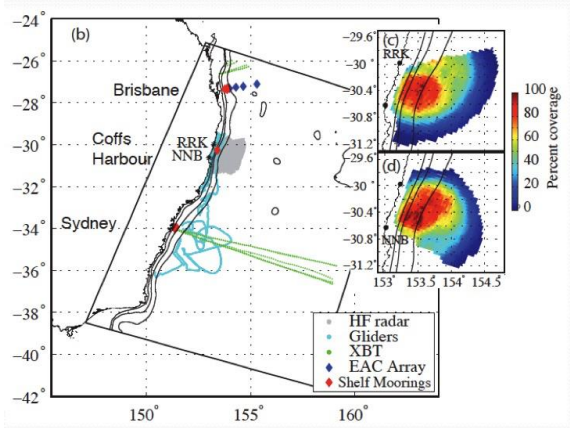 (b)
−24°
−26°
−28°
−30°
−32°
−34°
−36°
−38°
−40°
−42°
Brisbane
Coffs
Harbour
RRK
NNB
Sydney
150°
155°
160°
HF radar
Gliders
XBT
EAC Array
Shelf Moorings
(c)
−29.6
−30
−30.4
−30.8
−31.2
RRK
(d)
−29.6
−30
−30.4
−30.8
−31.2
NNB
153°
153.5°
154°
154.5°
100
80
60
40
20
0
Percent coverage